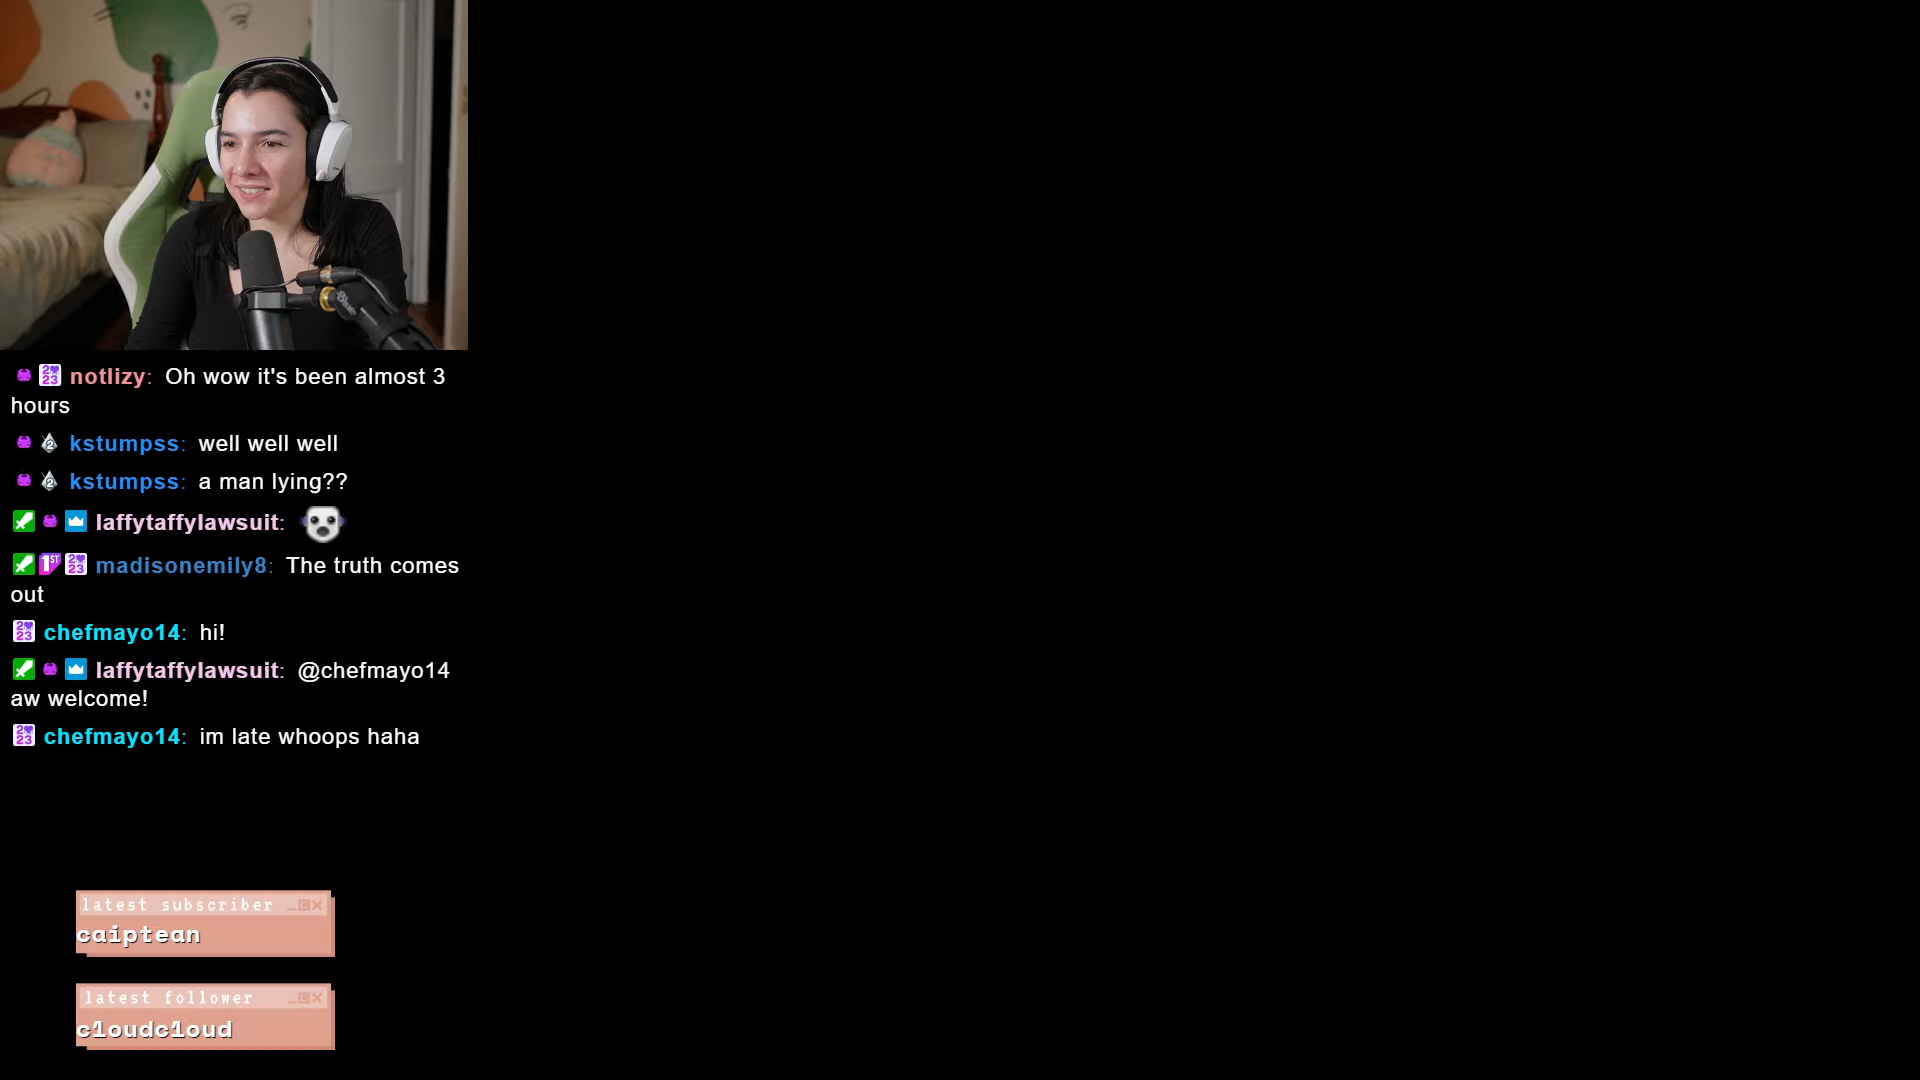 notlizy: Oh wow it's been almost 3
hours
kstumpss: well well well
kstumpss: a man lying??
laffytaffylawsuit:
madisonemily8: The truth comes
out
chefmayo14: hi!
laffytaffylawsuit: @chefmayo14
aw welcome!
chefmayo14: im late whoops haha
latest subscriber
caiptean
latest follower
cloudcloud